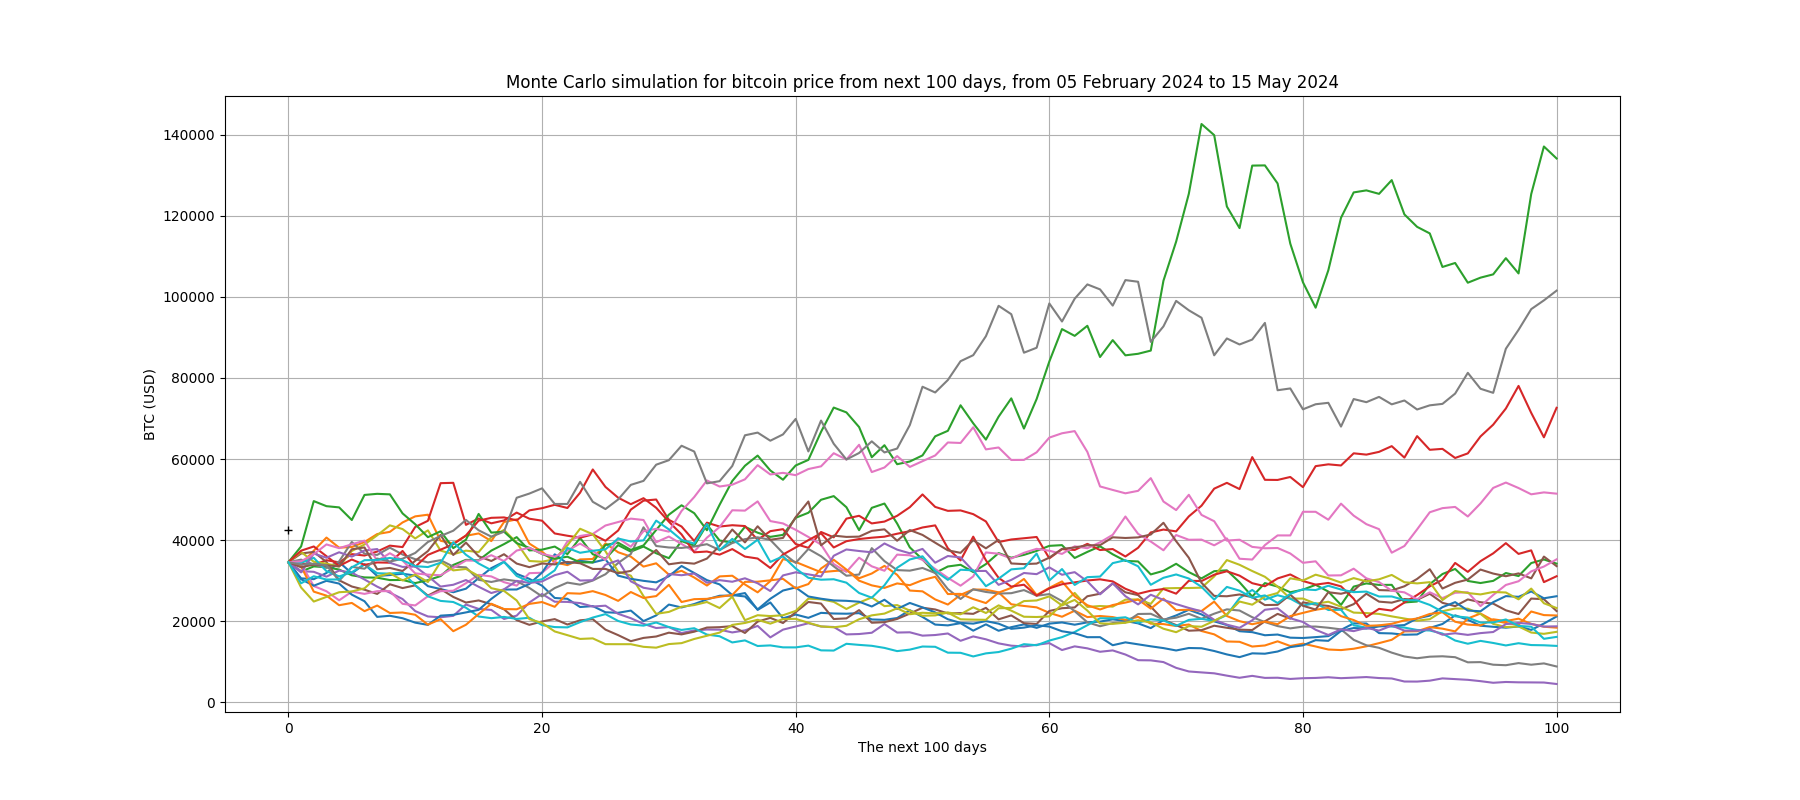 Monte Carlo simulation for bitcoin price from next 100 days, from 05 February 2024 to 15 May 2024
140000
120000
100000
80000
60000
40000
20000
0
BTC (USD)
0 20 40 60 80 100
The next 100 days